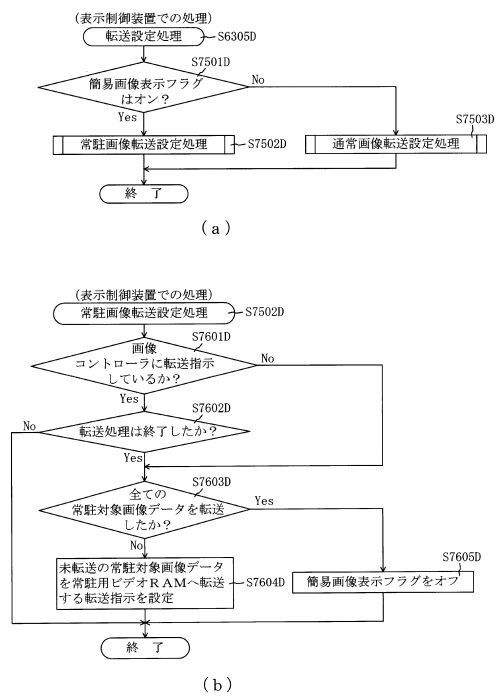 (表示制御装置での処理)
転送設定処理
S6305D
S7501D
簡易画像表示フラグ
はオン?
No
Yes
常駐画像転送設定処理
S7502D
通常画像転送設定処理
S7503D
終 了
(a)
(表示制御装置での処理)
常駐画像転送設定処理
S7502D
S7601D
画像
コントローラに転送指示
しているか?
No
Yes
S7602D
転送処理は終了したか?
No
Yes
S7603D
全ての
常駐対象画像データを転送
したか?
Yes
No
未転送の常駐対象画像データ
を常駐用ビデオRAMへ転送
する転送指示を設定
S7604D
S7605D
簡易画像表示フラグをオフ
終 了
(b)